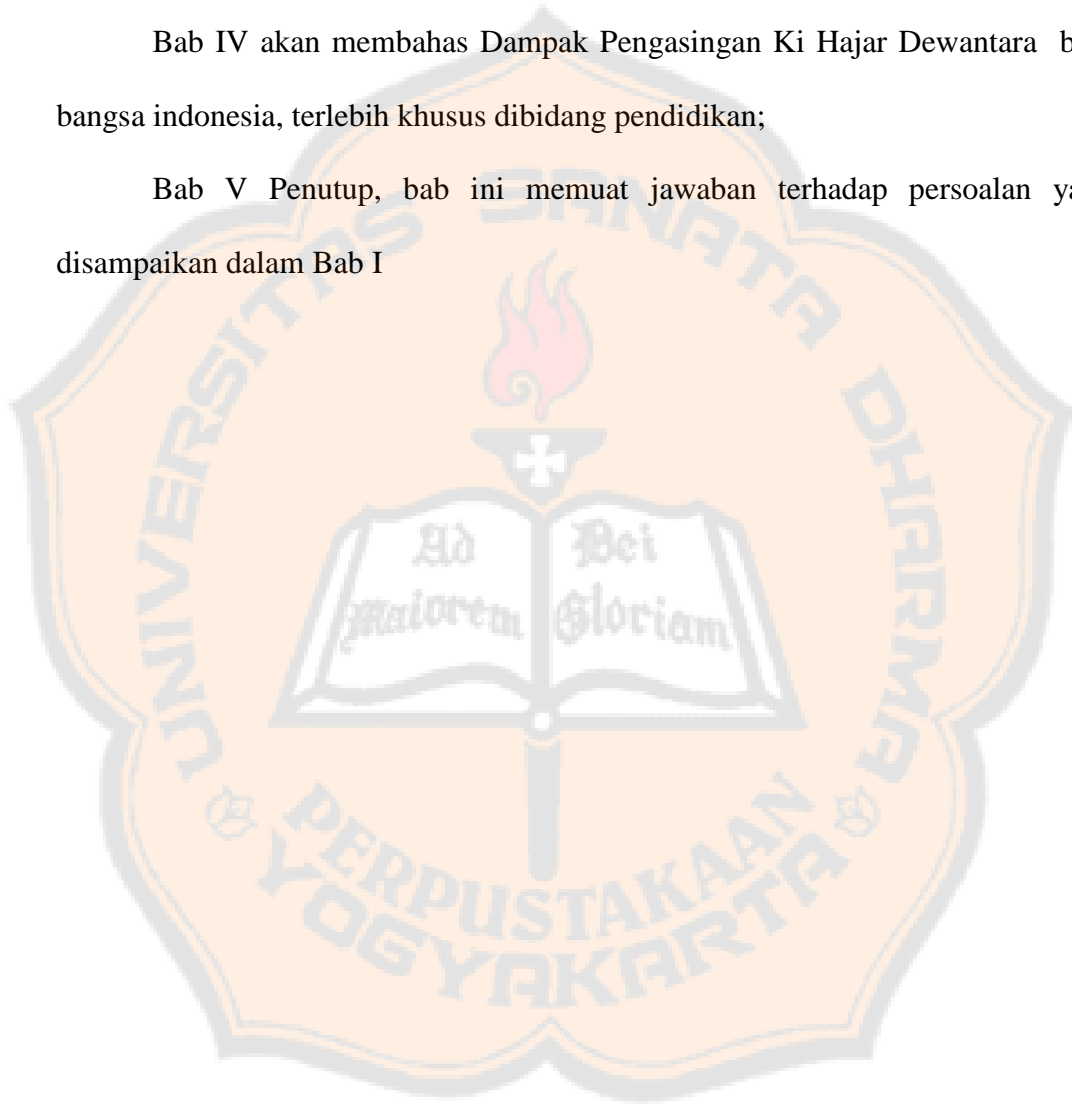 Bab IV akan membahas Dampak Pengasingan Ki Hajar Dewantara b
bangsa indonesia, terlebih khusus dibidang pendidikan;
Bab V Penutup, bab ini memuat jawaban terhadap persoalan ya
disampaikan dalam Bab I
UNIVERSITAS SANATA DHARMA
Ad Dei
Maiorem Gloriam
PERPUSTAKAAN
YOGYAKARTA